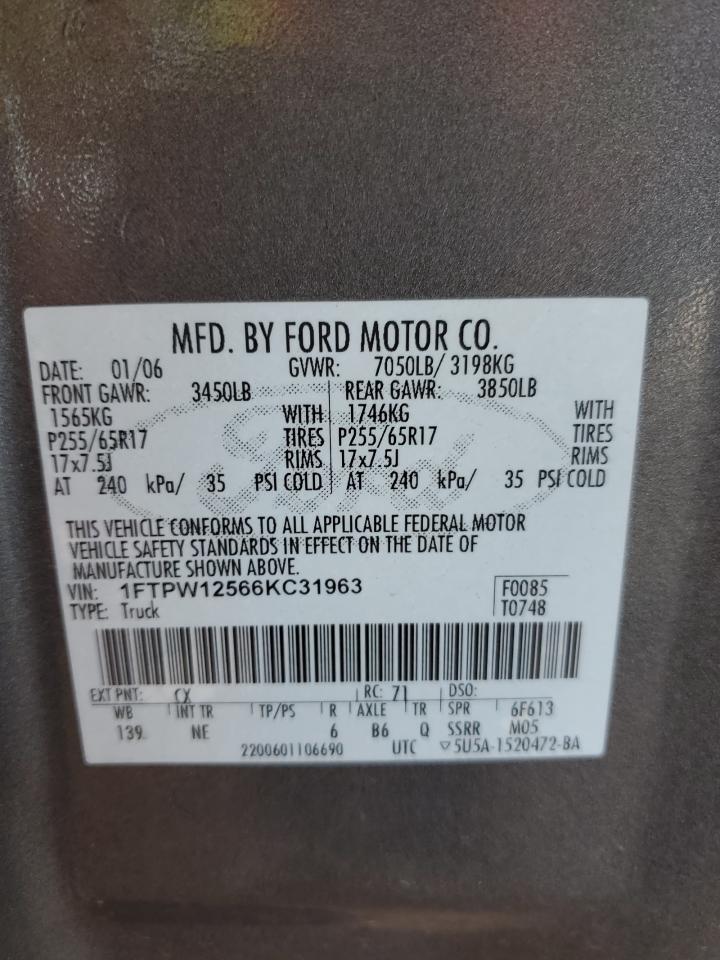 MFD. BY FORD MOTOR CO.
DATE: 01/06 GVWR: 7050LB/ 3198KG
FRONT GAWR: 3450LB REAR GAWR: 3850LB
1565KG WITH 1746KG WITH
P255/65R17 TIRES P255/65R17 TIRES
17x7.5J RIMS 17x7.5J RIMS
AT 240 kPa/ 35 PSI COLD AT 240 kPa/ 35 PSI COLD
THIS VEHICLE CONFORMS TO ALL APPLICABLE FEDERAL MOTOR
VEHICLE SAFETY STANDARDS IN EFFECT ON THE DATE OF
MANUFACTURE SHOWN ABOVE.
VIN: 1FTPW12566KC31963 F0085
TYPE: Truck T0748
EXT PNT: CX RC: 71 DSO:
WB INT TR TP/PS R AXLE TR SPR 6F613
139 NE 6 B6 Q SSRR M05
2200601106690 UTC ▽5U5A-1520472-BA